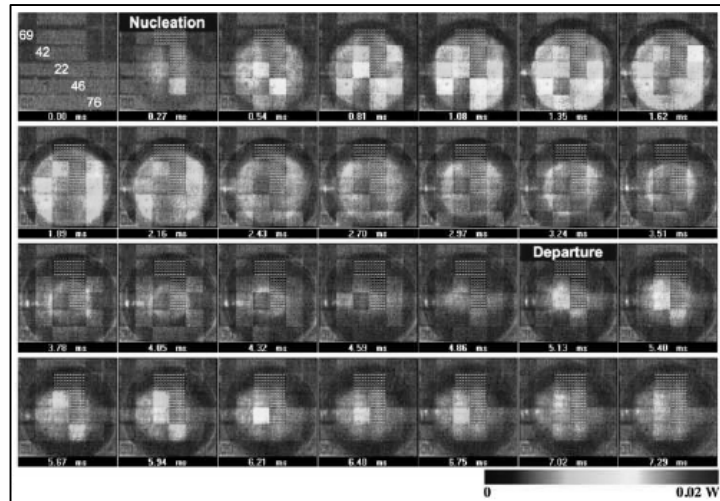 69
42
22
46
76
Nucleation
0.00 ms
0.27 ms
0.54 ms
0.81 ms
1.08 ms
1.35 ms
1.62 ms
1.89 ms
2.16 ms
2.43 ms
2.70 ms
2.97 ms
3.24 ms
3.51 ms
Departure
3.78 ms
4.05 ms
4.32 ms
4.59 ms
4.86 ms
5.13 ms
5.40 ms
5.67 ms
5.94 ms
6.21 ms
6.48 ms
6.75 ms
7.02 ms
7.29 ms
0
0.02 W